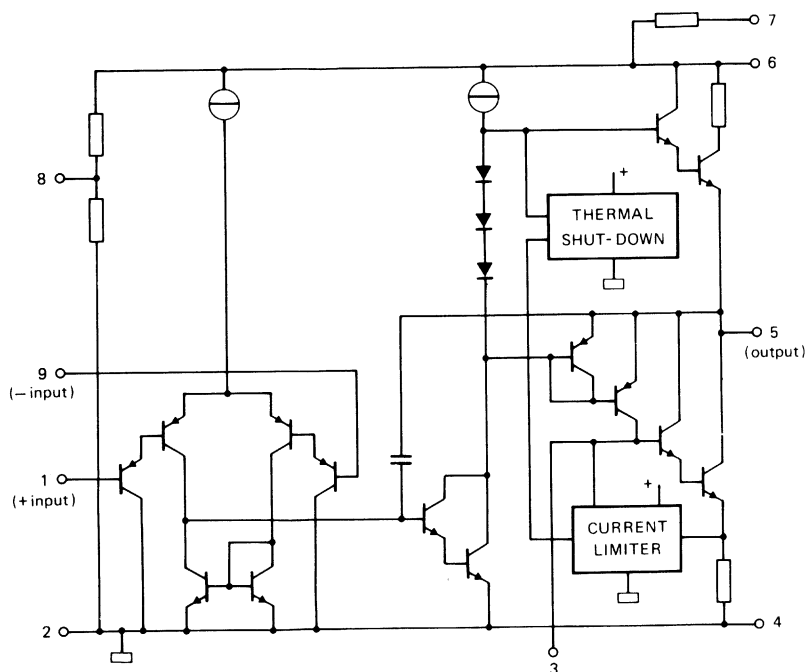 7
6
8
+
THERMAL
SHUT-DOWN
5
(output)
9
(-input)
1
(+input)
+
CURRENT
LIMITER
2
4
3